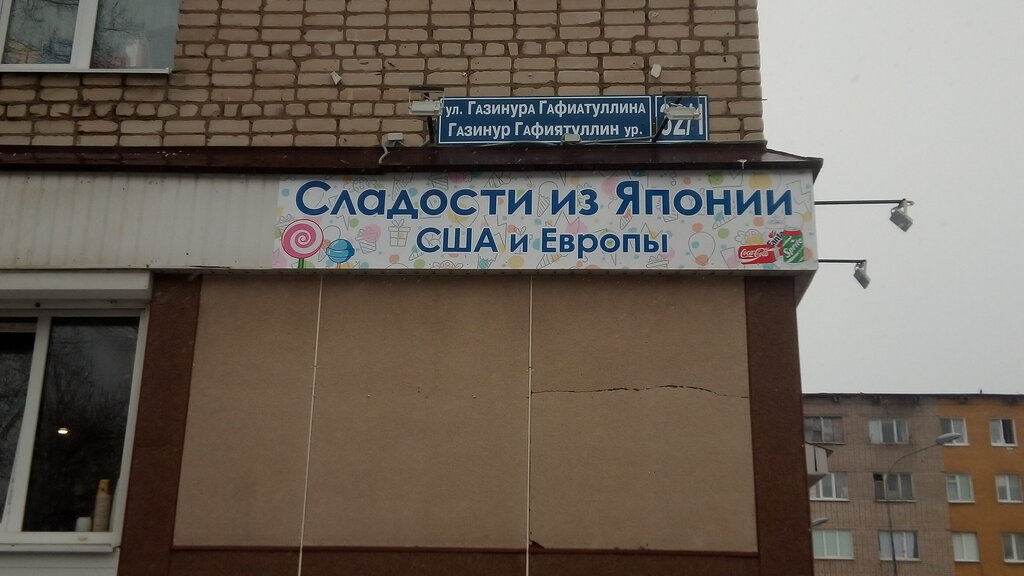 ул. Газинура Гафиатуллина
Газинур Гафиятуллин ур.
Сладости из Японии
США и Европы
Coca-Cola
Sprite